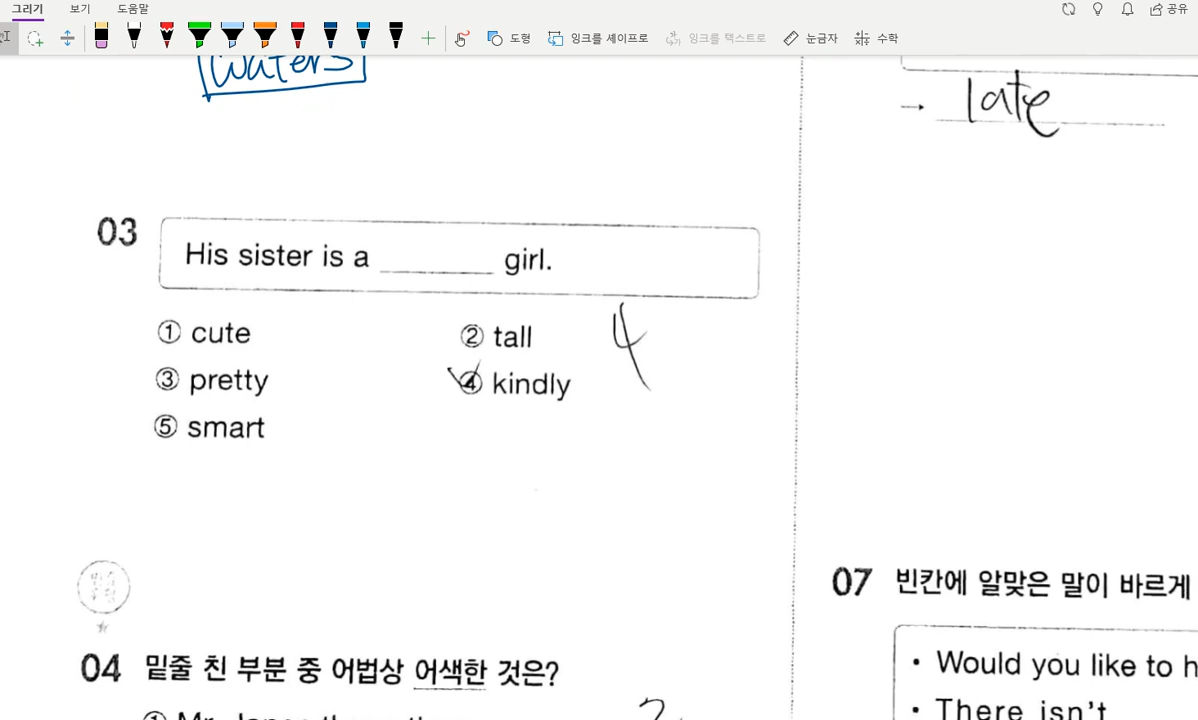 그리기 보기 도움말 공유
도형 잉크를 셰이프로 잉크를 텍스트로 눈금자 수학
waters
03 His sister is a ________ girl.
① cute ② tall
③ pretty ④ kindly
⑤ smart
4
04 밑줄 친 부분 중 어법상 어색한 것은?
① Mr.
→ late
07 빈칸에 알맞은 말이 바르게
• Would you like to h
• There isn't